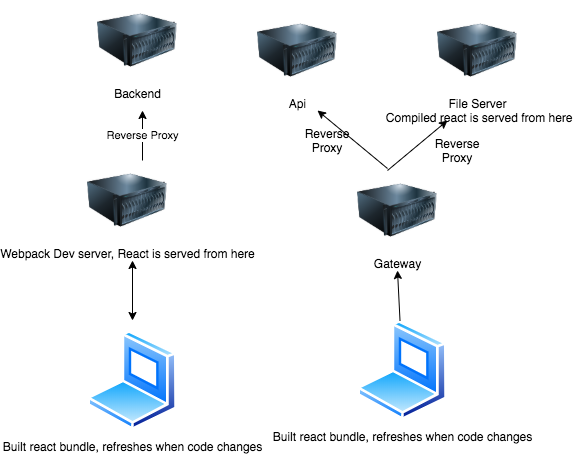 Backend
Api
File Server
Compiled react is served from here
Reverse Proxy
Reverse
Proxy
Reverse
Proxy
Webpack Dev server, React is served from here
Gateway
Built react bundle, refreshes when code changes
Built react bundle, refreshes when code changes